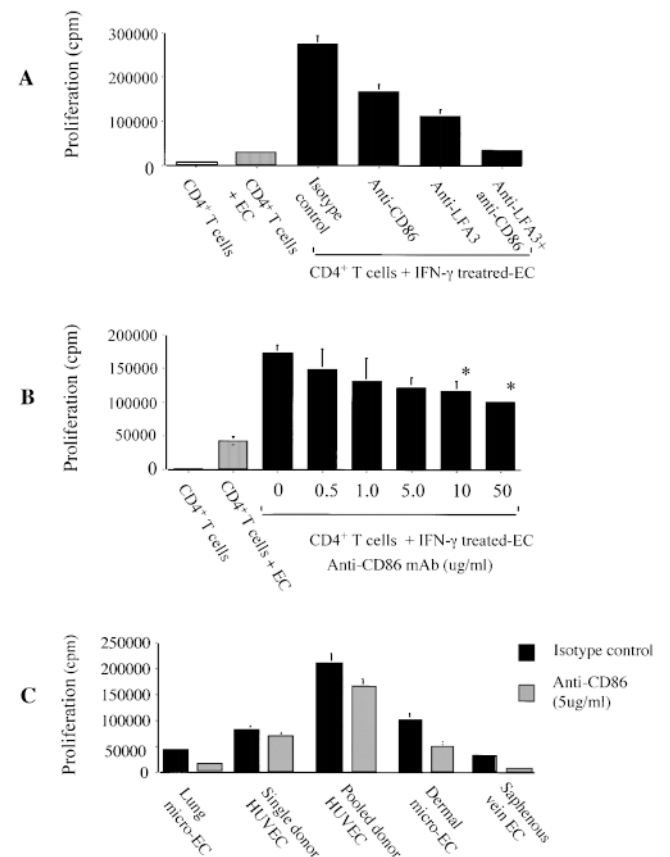 A
Proliferation (cpm)
300000
200000
100000
0
CD4+ T cells
+ EC
CD4+ T cells
Isotype
control
Anti-CD86
Anti-LFA3
Anti-LFA3+
anti-CD86
CD4+ T cells + IFN-γ treatred-EC
B
Proliferation (cpm)
200000
150000
100000
50000
0
*
*
CD4+ T cells
CD4+ T cells + EC
0 0.5 1.0 5.0 10 50
CD4+ T cells + IFN-γ treated-EC
Anti-CD86 mAb (ug/ml)
C
Proliferation (cpm)
250000
200000
150000
100000
50000
0
Isotype control
Anti-CD86
(5ug/ml)
Lung
micro-EC
Single donor
HUVEC
Pooled donor
HUVEC
Dermal
micro-EC
Saphenous
vein EC